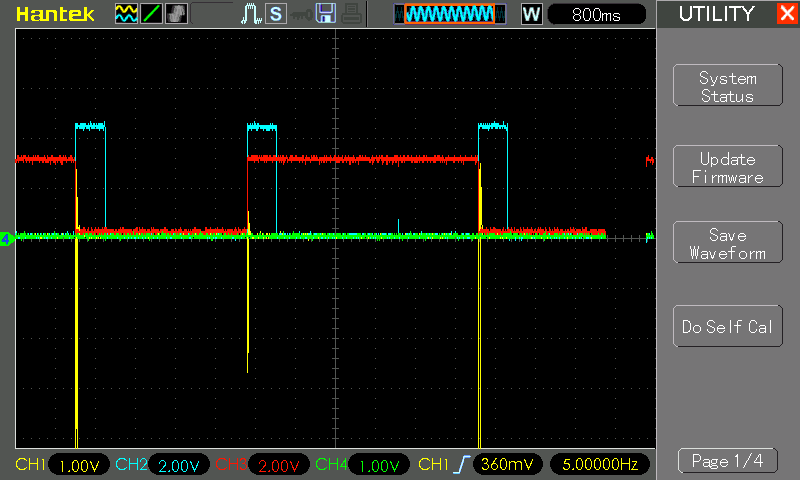 Hantek
S
W
800ms
UTILITY
X
System
Status
Update
Firmware
Save
Waveform
Do Self Cal
4
CH1 1.00V CH2 2.00V CH3 2.00V CH4 1.00V CH1 360mV 5.00000Hz
Page 1/4